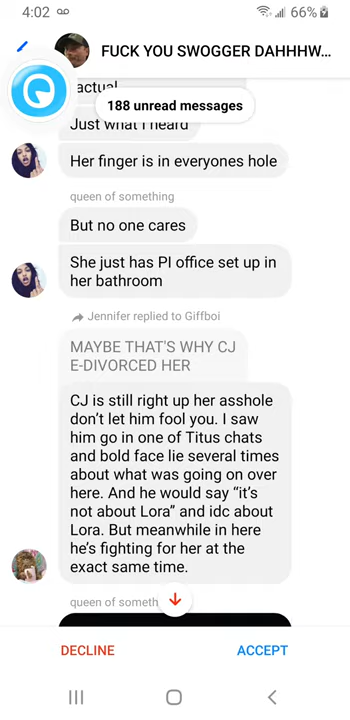 4:02
66%
FUCK YOU SWOGGER DAHHHW...
actual
188 unread messages
Just what I heard
Her finger is in everyones hole
queen of something
But no one cares
She just has PI office set up in
her bathroom
Jennifer replied to Giffboi
MAYBE THAT'S WHY CJ
E-DIVORCED HER
CJ is still right up her asshole
don't let him fool you. I saw
him go in one of Titus chats
and bold face lie several times
about what was going on over
here. And he would say “it's
not about Lora” and idc about
Lora. But meanwhile in here
he's fighting for her at the
exact same time.
queen of someth
DECLINE
ACCEPT